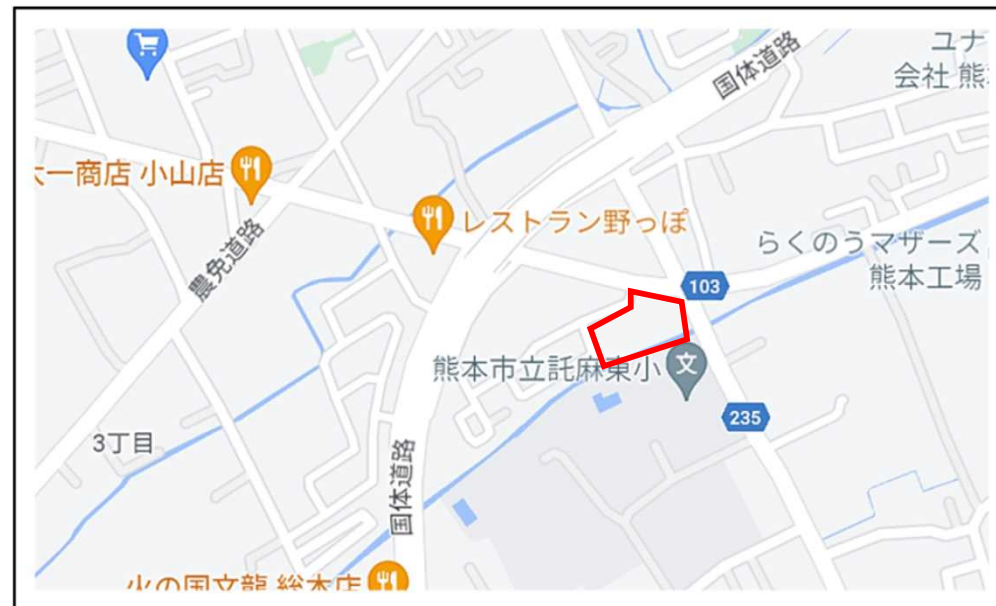 国体道路
ユナ
会社 熊
一商店 小山店
レストラン野っぽ
農免道路
らくのうマザーズ
熊本工場
103
熊本市立託麻東小
文
235
3丁目
国体道路
火の国文龍 総本店